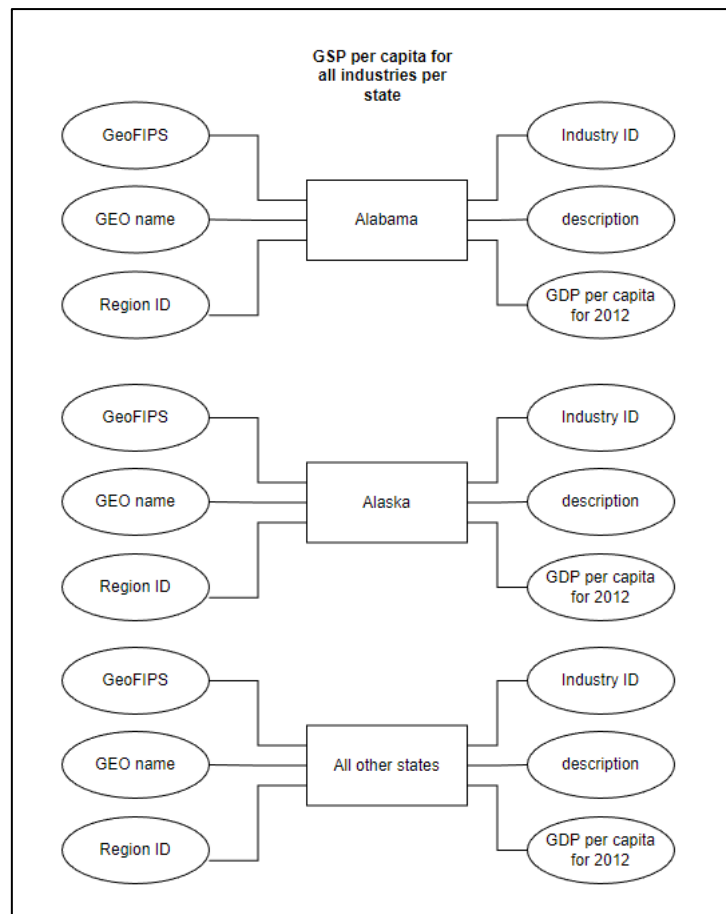 GSP per capita for
all industries per
state
GeoFIPS
Industry ID
GEO name
Alabama
description
Region ID
GDP per capita
for 2012
GeoFIPS
Industry ID
GEO name
Alaska
description
Region ID
GDP per capita
for 2012
GeoFIPS
Industry ID
GEO name
All other states
description
Region ID
GDP per capita
for 2012